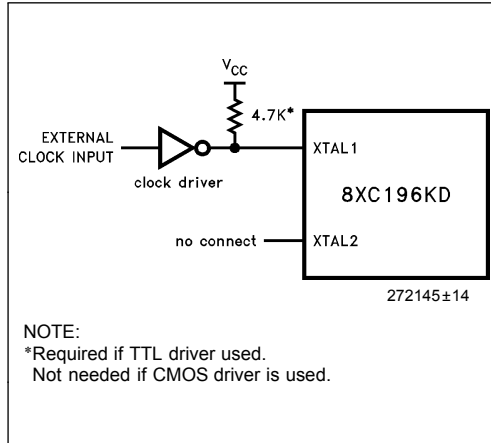 VCC
4.7K*
EXTERNAL
CLOCK INPUT
clock driver
XTAL1
8XC196KD
no connect
XTAL2
272145±14
NOTE:
*Required if TTL driver used.
Not needed if CMOS driver is used.